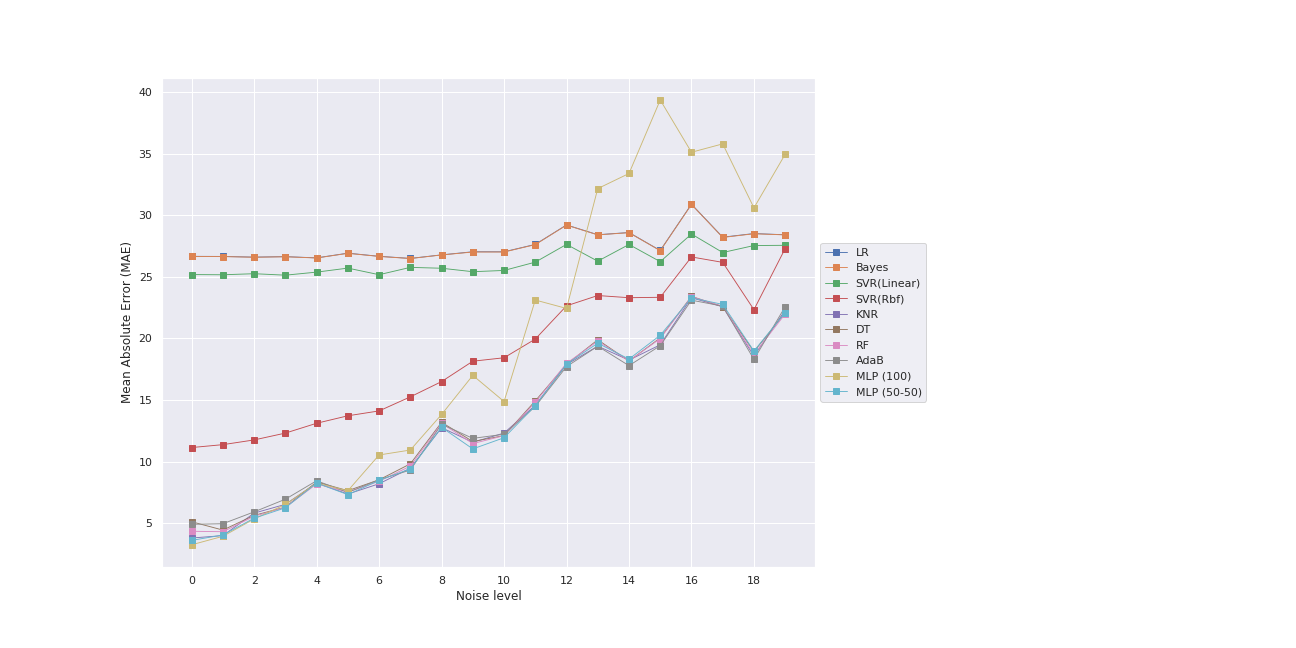 40
35
30
25
20
15
10
5
Mean Absolute Error (MAE)
0 2 4 6 8 10 12 14 16 18
Noise level
LR
Bayes
SVR(Linear)
SVR(Rbf)
KNR
DT
RF
AdaB
MLP (100)
MLP (50-50)